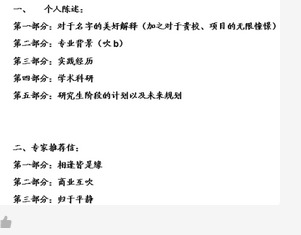 一、 个人陈述：
第一部分：对于名字的美好解释（加之对于贵校、项目的无限憧憬）
第二部分：专业背景（吹 b）
第三部分：实践经历
第四部分：学术科研
第五部分：研究生阶段的计划以及未来规划
二、专家推荐信：
第一部分：相逢皆是缘
第二部分：商业互吹
第三部分：归于平静